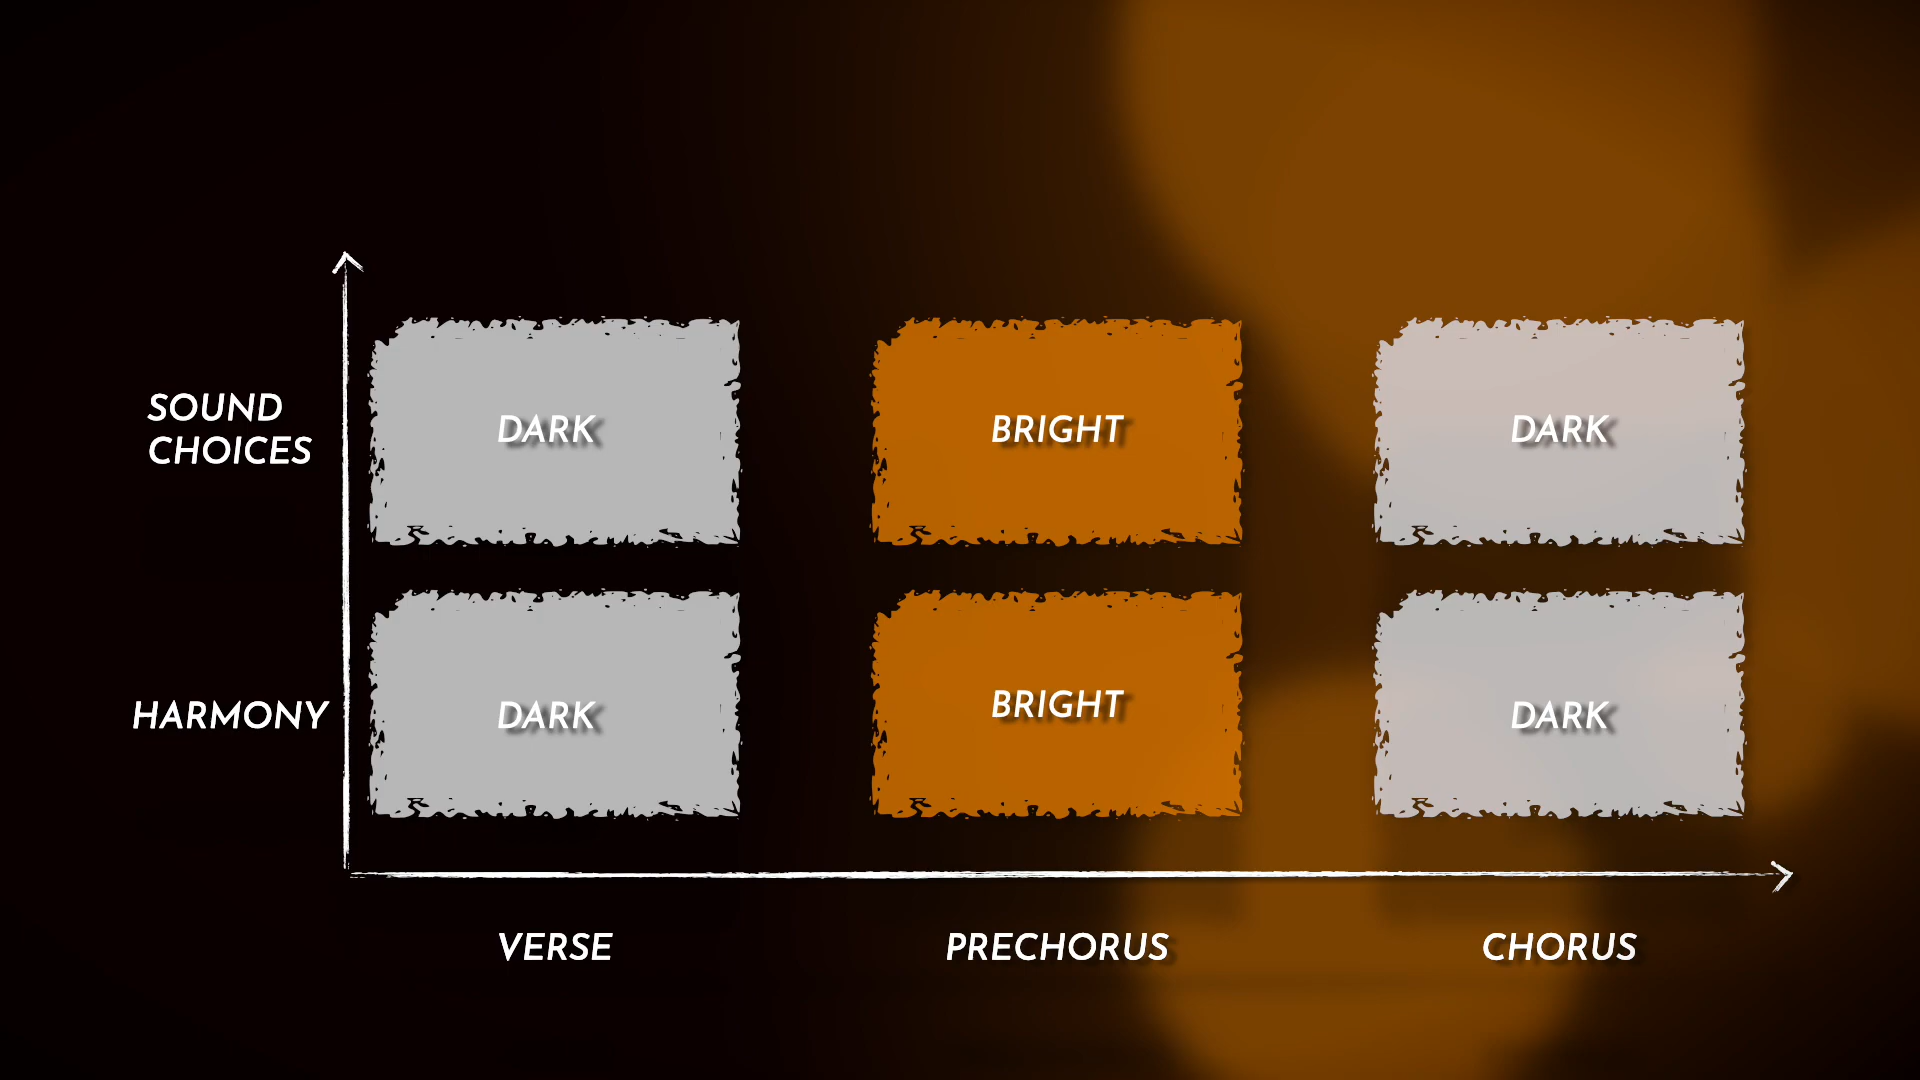 SOUND
CHOICES
DARK
BRIGHT
DARK
HARMONY
DARK
BRIGHT
DARK
VERSE
PRECHORUS
CHORUS